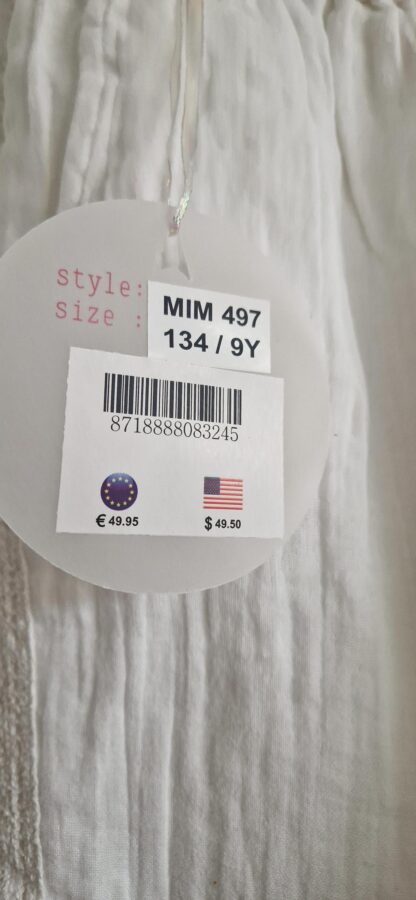 style:
size :
MIM 497
134 / 9Y
8718888083245
€ 49.95
$ 49.50